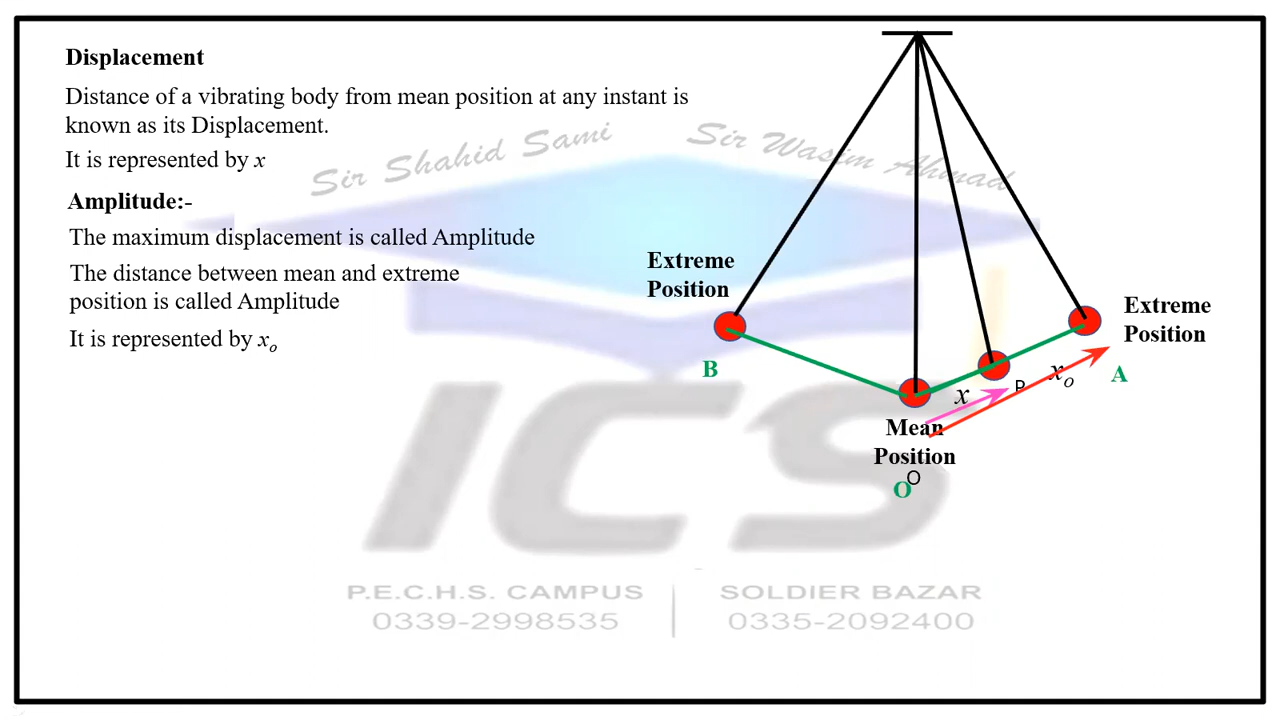 Displacement
Distance of a vibrating body from mean position at any instant is
known as its Displacement.
It is represented by x
Sir Shahid Sami
Sir Wasim Ahmad
Amplitude:-
The maximum displacement is called Amplitude
The distance between mean and extreme
position is called Amplitude
It is represented by xo
Extreme
Position
B
Extreme
Position
A
P
x
xo
Mean
Position
O
O
ICS
P.E.C.H.S. CAMPUS
0339-2998535
SOLDIER BAZAR
0335-2092400